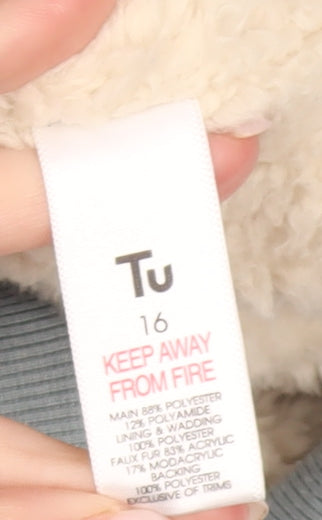 Tu
16
KEEP AWAY
FROM FIRE
MAIN 88% POLYESTER
12% POLYAMIDE
LINING & WADDING
100% POLYESTER
FAUX FUR 83% ACRYLIC
17% MODACRYLIC
BACKING
100% POLYESTER
EXCLUSIVE OF TRIMS